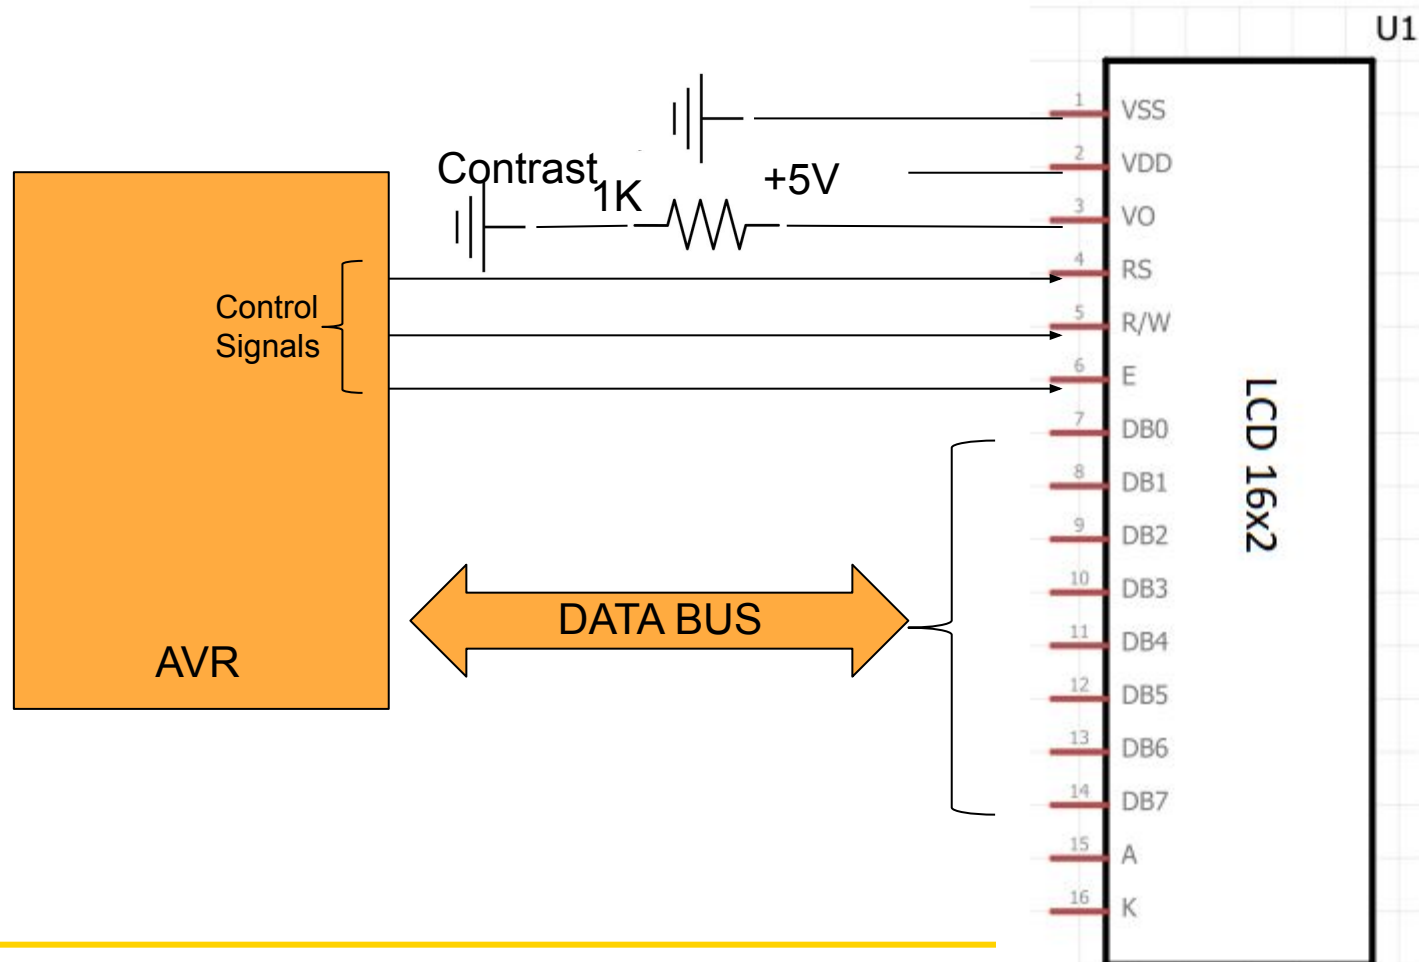 U1
1 VSS
Contrast
2 VDD
1K
+5V
3 VO
4 RS
Control
Signals
5 R/W
6 E
7 DB0
8 DB1
9 DB2
10 DB3
11 DB4
12 DB5
13 DB6
14 DB7
15 A
16 K
LCD 16x2
DATA BUS
AVR